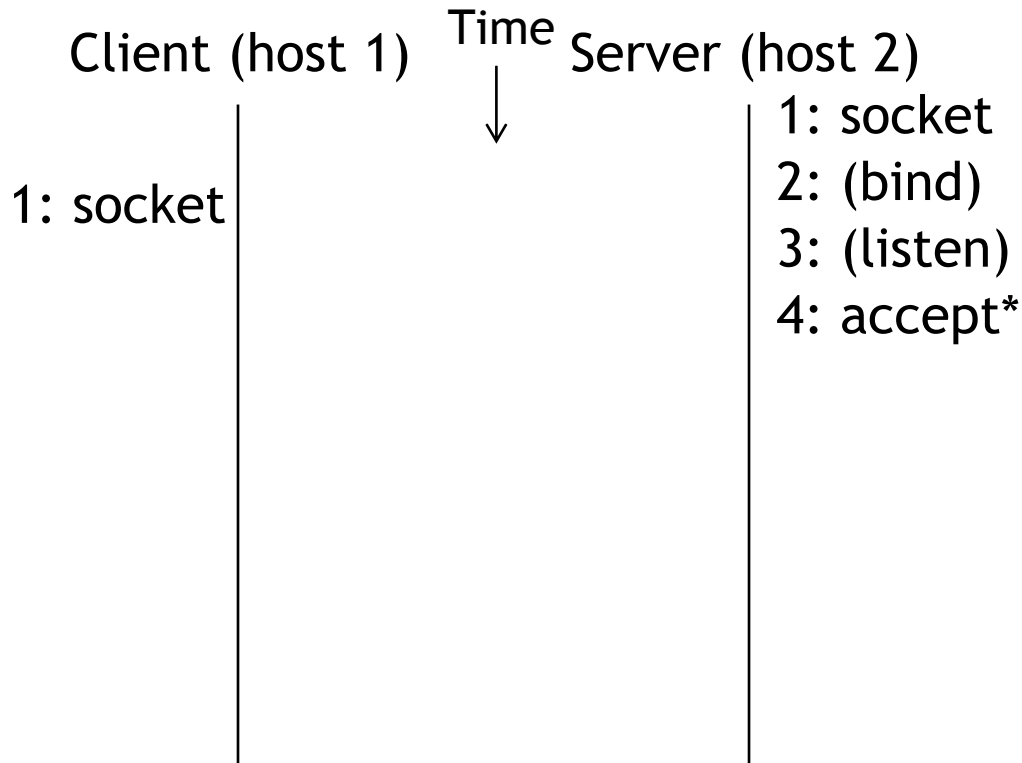 Client (host 1)
Time
Server (host 2)
1: socket
2: (bind)
3: (listen)
4: accept*
1: socket